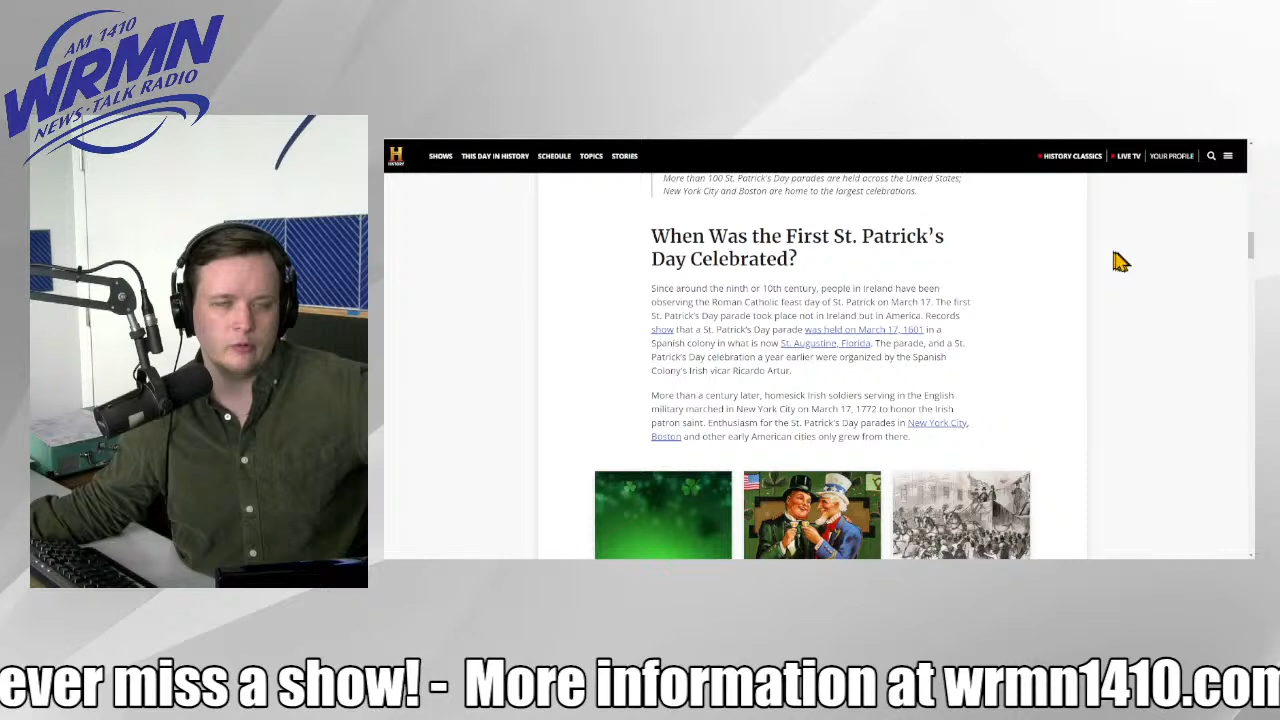 AM 1410
WRMN
NEWS·TALK RADIO
H
HISTORY
SHOWS THIS DAY IN HISTORY SCHEDULE TOPICS STORIES
HISTORY CLASSICS LIVE TV YOUR PROFILE
More than 100 St. Patrick's Day parades are held across the United States;
New York City and Boston are home to the largest celebrations.
When Was the First St. Patrick’s
Day Celebrated?
Since around the ninth or 10th century, people in Ireland have been
observing the Roman Catholic feast day of St. Patrick on March 17. The first
St. Patrick's Day parade took place not in Ireland but in America. Records
show that a St. Patrick's Day parade was held on March 17, 1601 in a
Spanish colony in what is now St. Augustine, Florida. The parade, and a St.
Patrick's Day celebration a year earlier were organized by the Spanish
Colony's Irish vicar Ricardo Artur.
More than a century later, homesick Irish soldiers serving in the English
military marched in New York City on March 17, 1772 to honor the Irish
patron saint. Enthusiasm for the St. Patrick's Day parades in New York City,
Boston and other early American cities only grew from there.
ever miss a show! - More information at wrmn1410.com